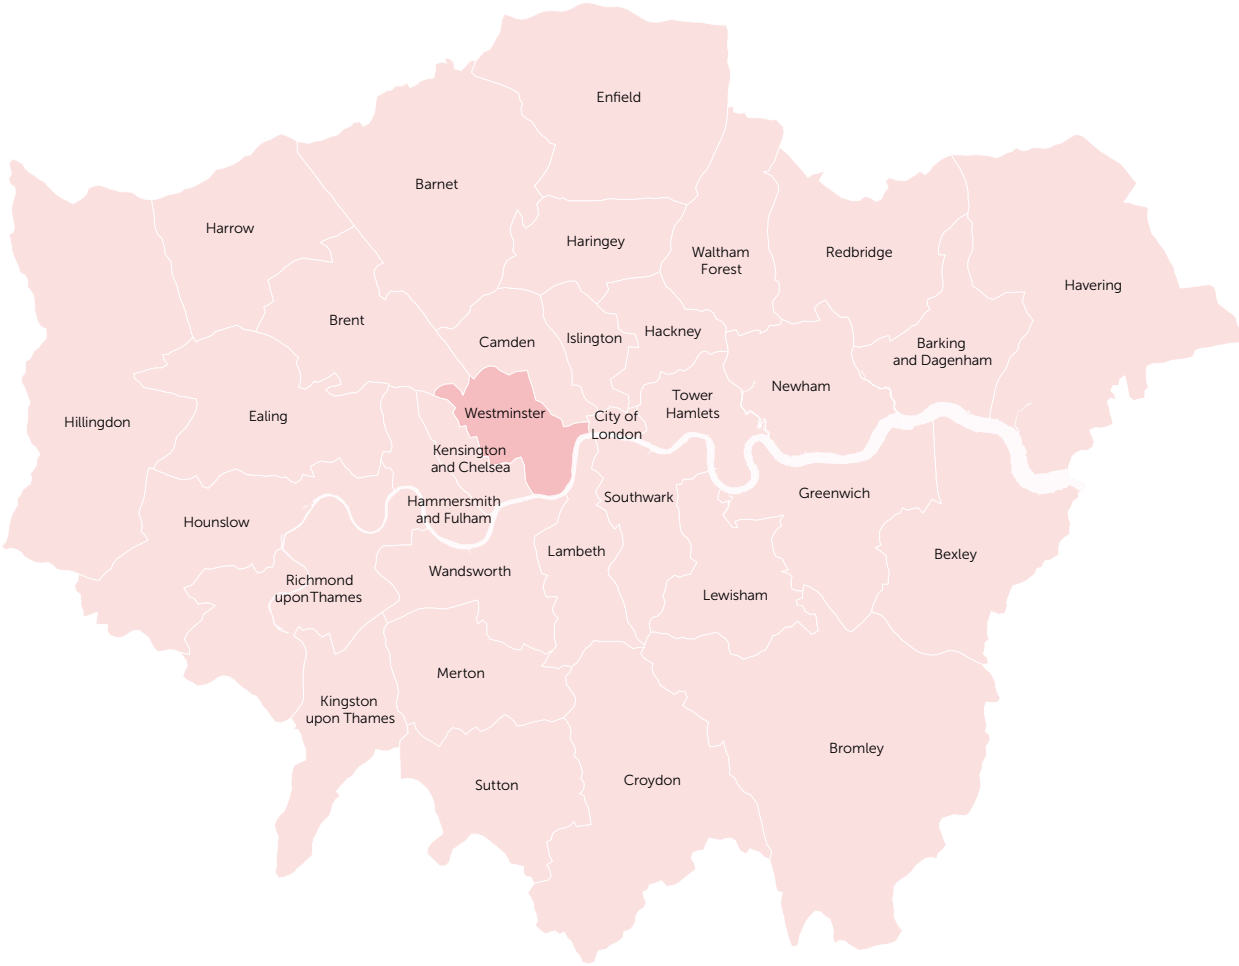 Enfield
Barnet
Harrow
Haringey
Waltham
Forest
Redbridge
Havering
Brent
Camden
Islington
Hackney
Barking
and Dagenham
Newham
Tower
Hamlets
Hillingdon
Ealing
Westminster
City of
London
Kensington
and Chelsea
Hammersmith
and Fulham
Southwark
Greenwich
Hounslow
Lambeth
Bexley
Wandsworth
Richmond
upon Thames
Lewisham
Merton
Kingston
upon Thames
Bromley
Sutton
Croydon